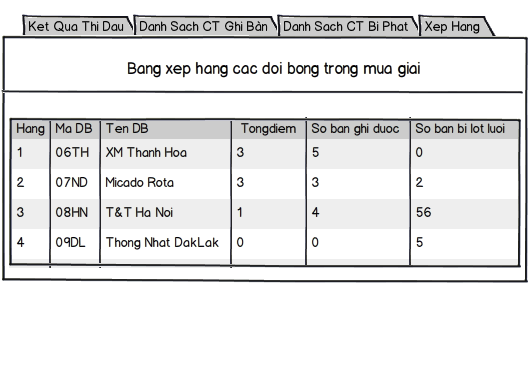 Ket Qua Thi Dau Danh Sach CT Ghi Bàn Danh Sach CT Bi Phat Xep Hang
Bang xep hang cac doi bong trong mua giai
Hang Ma DB Ten DB Tongdiem So ban ghi duoc So ban bi lot luoi
1 06TH XM Thanh Hoa 3 5 0
2 07ND Micado Rota 3 3 2
3 08HN T&T Ha Noi 1 4 56
4 09DL Thong Nhat DakLak 0 0 5